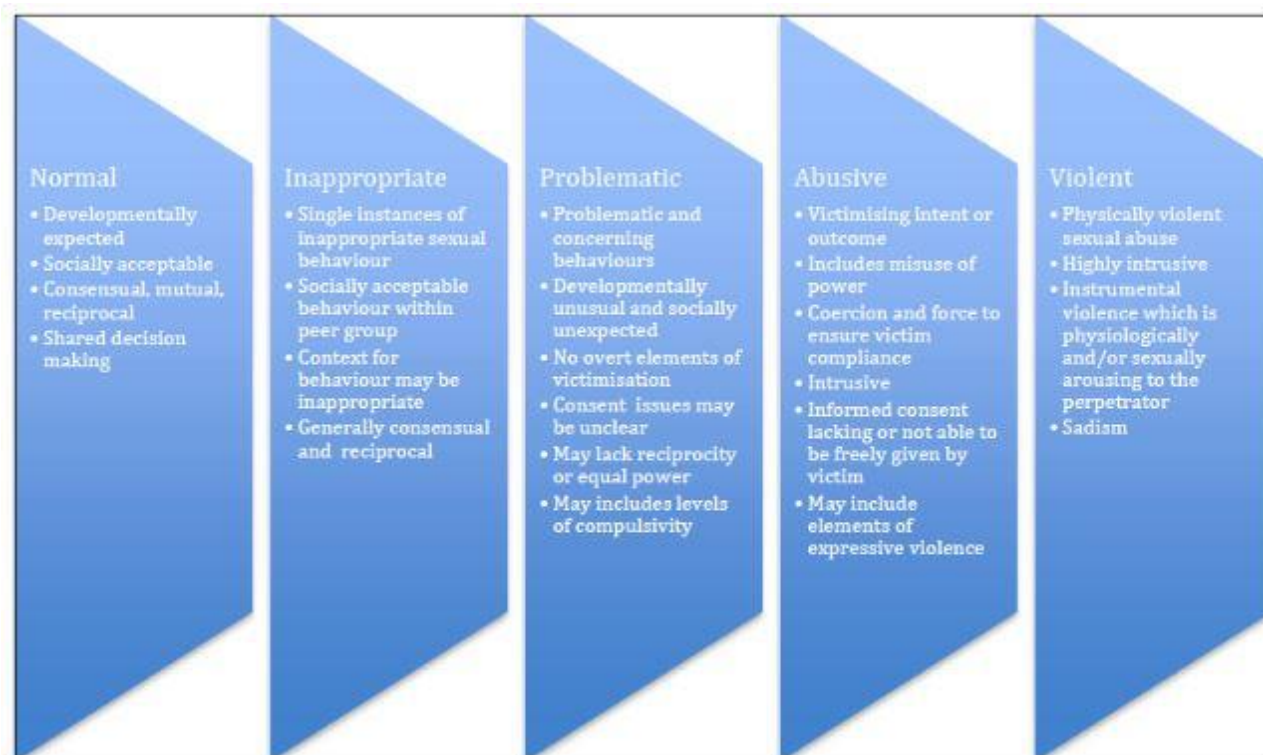 Normal
• Developmentally
expected
• Socially acceptable
• Consensual, mutual,
reciprocal
• Shared decision
making
Inappropriate
• Single instances of
inappropriate sexual
behaviour
• Socially acceptable
behaviour within
peer group
• Context for
behaviour may be
inappropriate
• Generally consensual
and reciprocal
Problematic
• Problematic and
concerning
behaviours
• Developmentally
unusual and socially
unexpected
• No overt elements of
victimisation
• Consent issues may
be unclear
• May lack reciprocity
or equal power
• May includes levels
of compulsivity
Abusive
• Victimising intent or
outcome
• Includes misuse of
power
• Coercion and force to
ensure victim
compliance
• Intrusive
• Informed consent
lacking or not able to
be freely given by
victim
• May include
elements of
expressive violence
Violent
• Physically violent
sexual abuse
• Highly intrusive
• Instrumental
violence which is
physiologically
and/or sexually
arousing to the
perpetrator
• Sadism